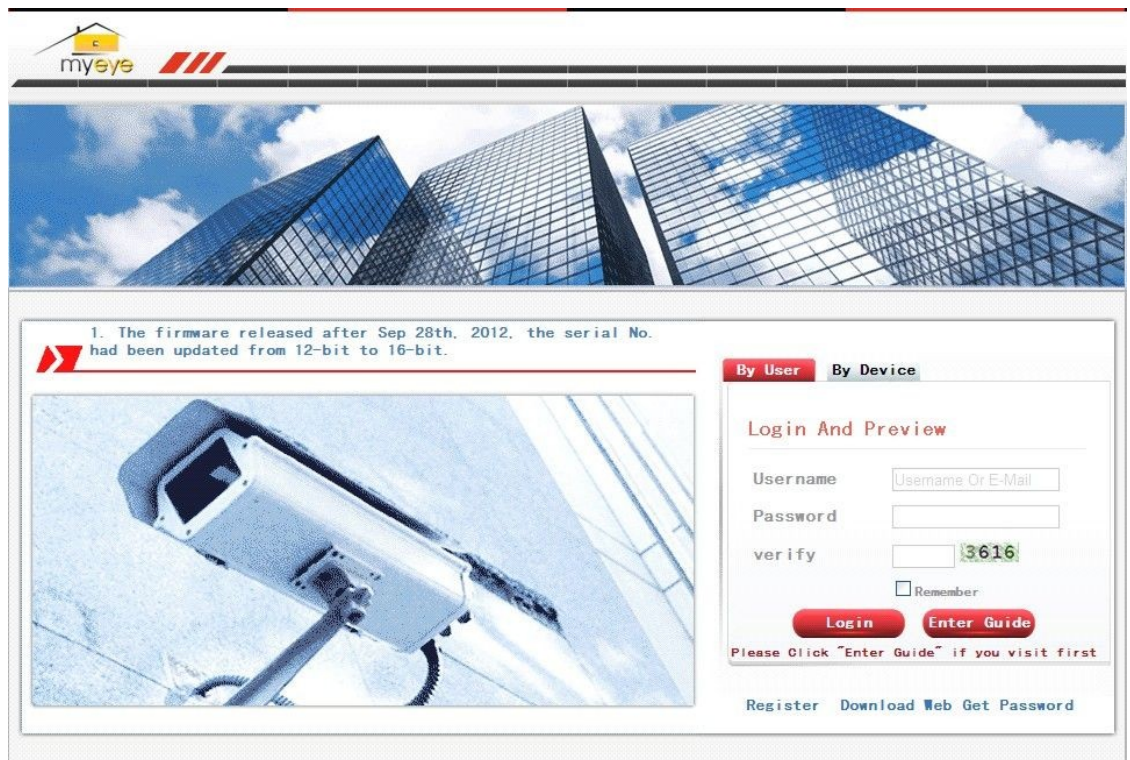 myeye
1. The firmware released after Sep 28th, 2012, the serial No.
had been updated from 12-bit to 16-bit.
By User By Device
Login And Preview
Username Username Or E-Mail
Password
verify 3616
Remember
Login Enter Guide
Please Click "Enter Guide" if you visit first
Register Download Web Get Password